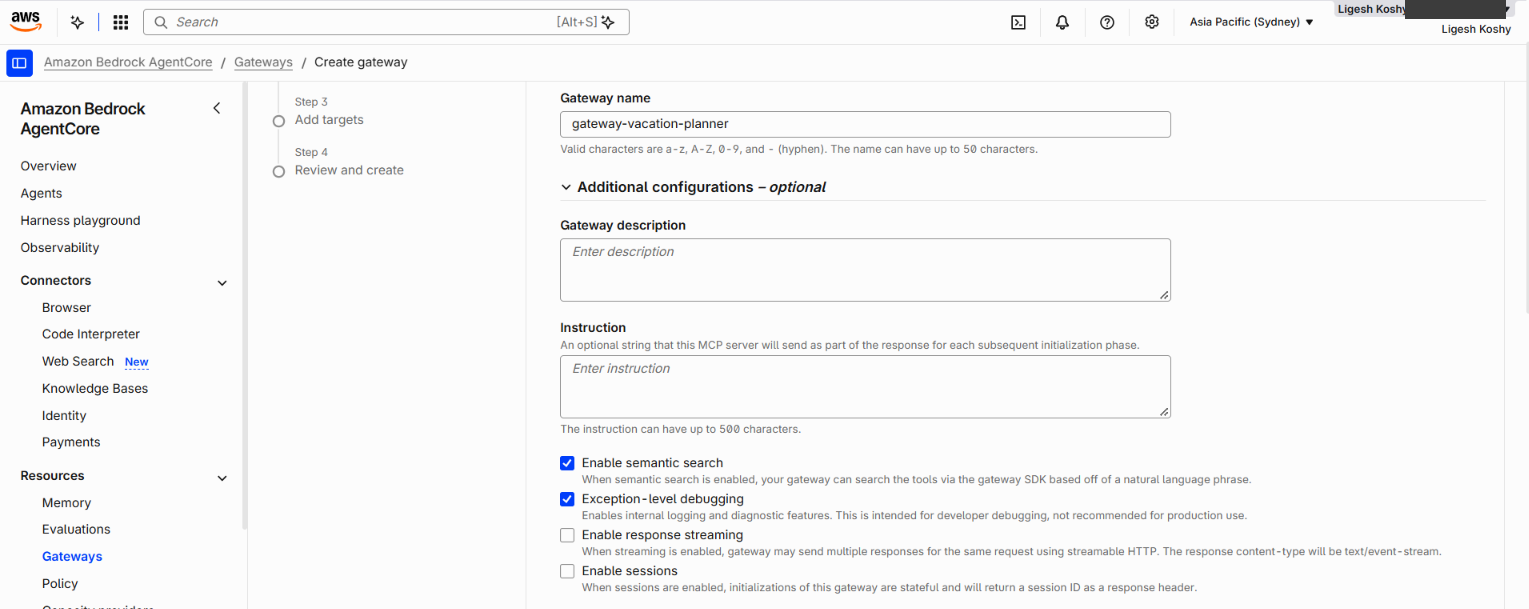 aws
Search
[Alt+S]
Asia Pacific (Sydney)
Ligesh Koshy
Ligesh Koshy
Amazon Bedrock AgentCore / Gateways / Create gateway
Amazon Bedrock
AgentCore
Overview
Agents
Harness playground
Observability
Connectors
Browser
Code Interpreter
Web Search New
Knowledge Bases
Identity
Payments
Resources
Memory
Evaluations
Gateways
Policy
Capacity providers
Step 3
Add targets
Step 4
Review and create
Gateway name
gateway-vacation-planner
Valid characters are a-z, A-Z, 0-9, and - (hyphen). The name can have up to 50 characters.
Additional configurations – optional
Gateway description
Enter description
Instruction
An optional string that this MCP server will send as part of the response for each subsequent initialization phase.
Enter instruction
The instruction can have up to 500 characters.
Enable semantic search
When semantic search is enabled, your gateway can search the tools via the gateway SDK based off of a natural language phrase.
Exception-level debugging
Enables internal logging and diagnostic features. This is intended for developer debugging, not recommended for production use.
Enable response streaming
When streaming is enabled, gateway may send multiple responses for the same request using streamable HTTP. The response content-type will be text/event-stream.
Enable sessions
When sessions are enabled, initializations of this gateway are stateful and will return a session ID as a response header.